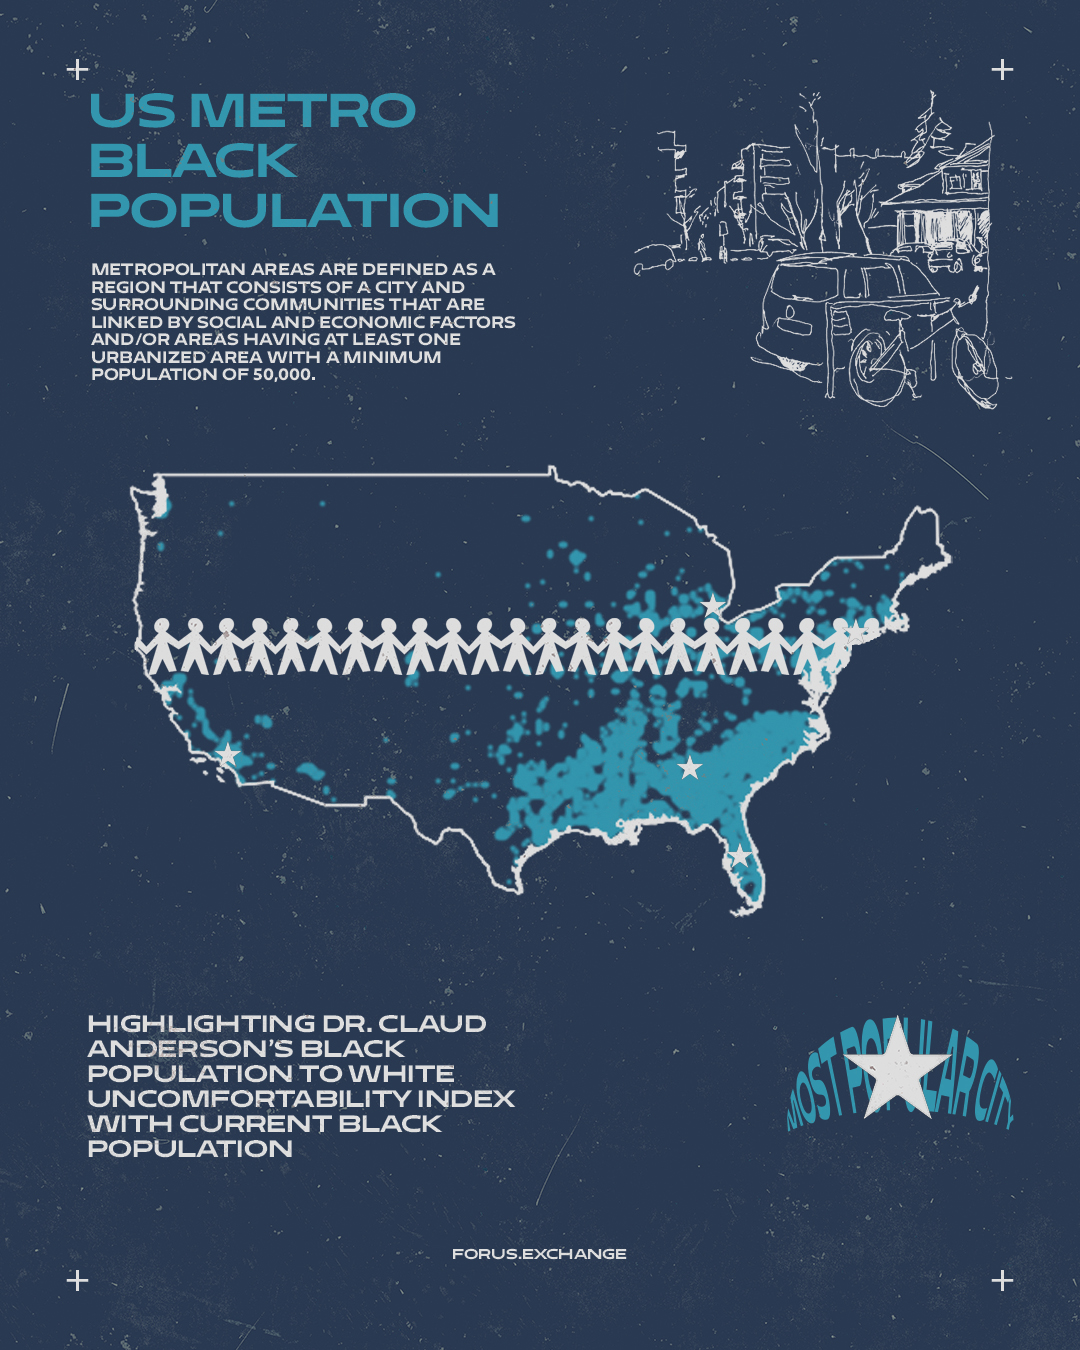 US METRO
BLACK
POPULATION
METROPOLITAN AREAS ARE DEFINED AS A
REGION THAT CONSISTS OF A CITY AND
SURROUNDING COMMUNITIES THAT ARE
LINKED BY SOCIAL AND ECONOMIC FACTORS
AND/OR AREAS HAVING AT LEAST ONE
URBANIZED AREA WITH A MINIMUM
POPULATION OF 50,000.
HIGHLIGHTING DR. CLAUD
ANDERSON'S BLACK
POPULATION TO WHITE
UNCOMFORTABILITY INDEX
WITH CURRENT BLACK
POPULATION
MOST POPULAR CITY
FORUS.EXCHANGE